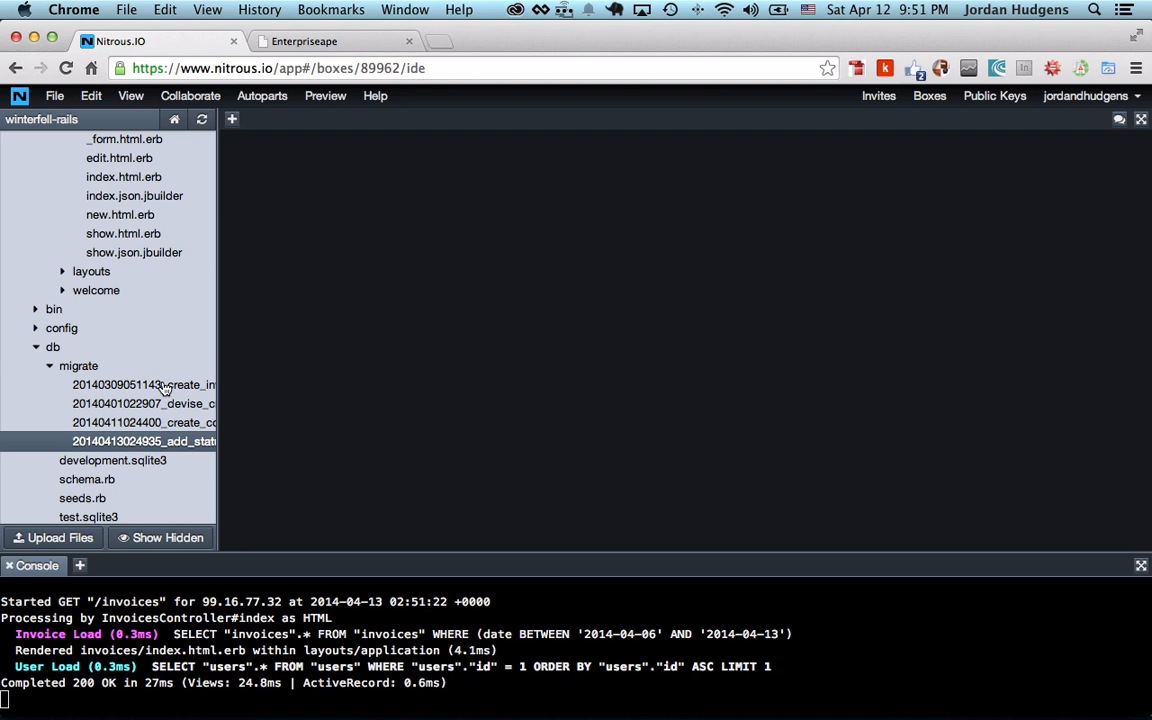 Chrome File Edit View History Bookmarks Window Help Sat Apr 12 9:51 PM Jordan Hudgens
Nitrous.IO Enterpriseape
https://www.nitrous.io/app#/boxes/89962/ide
File Edit View Collaborate Autoparts Preview Help Invites Boxes Public Keys jordandhudgens
winterfell-rails
_form.html.erb
edit.html.erb
index.html.erb
index.json.jbuilder
new.html.erb
show.html.erb
show.json.jbuilder
layouts
welcome
bin
config
db
migrate
20140309051143_create_in
20140401022907_devise_c
20140411024400_create_co
20140413024935_add_statu
development.sqlite3
schema.rb
seeds.rb
test.sqlite3
Upload Files Show Hidden
Console
Started GET "/invoices" for 99.16.77.32 at 2014-04-13 02:51:22 +0000
Processing by InvoicesController#index as HTML
Invoice Load (0.3ms) SELECT "invoices".* FROM "invoices" WHERE (date BETWEEN '2014-04-06' AND '2014-04-13')
Rendered invoices/index.html.erb within layouts/application (4.1ms)
User Load (0.3ms) SELECT "users".* FROM "users" WHERE "users"."id" = 1 ORDER BY "users"."id" ASC LIMIT 1
Completed 200 OK in 27ms (Views: 24.8ms | ActiveRecord: 0.6ms)